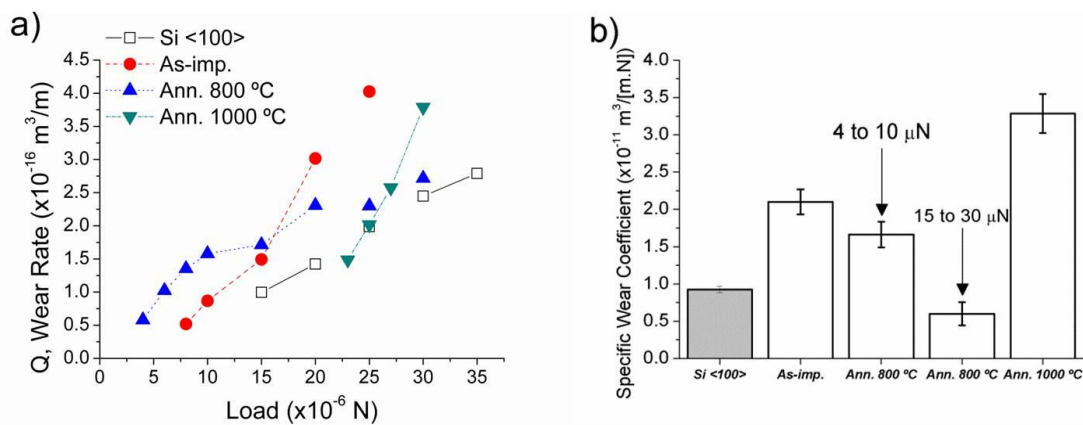 a)
Si <100>
As-imp.
Ann. 800 ºC
Ann. 1000 ºC
Q, Wear Rate (x10⁻¹⁶ m³/m)
4.5
4.0
3.5
3.0
2.5
2.0
1.5
1.0
0.5
0.0
0 5 10 15 20 25 30 35
Load (x10⁻⁶ N)
b)
Specific Wear Coefficient (x10⁻¹¹ m³/[m.N])
4.0
3.5
3.0
2.5
2.0
1.5
1.0
0.5
0.0
4 to 10 μN
15 to 30 μN
Si <100> As-imp. Ann. 800 ºC Ann. 800 ºC Ann. 1000 ºC